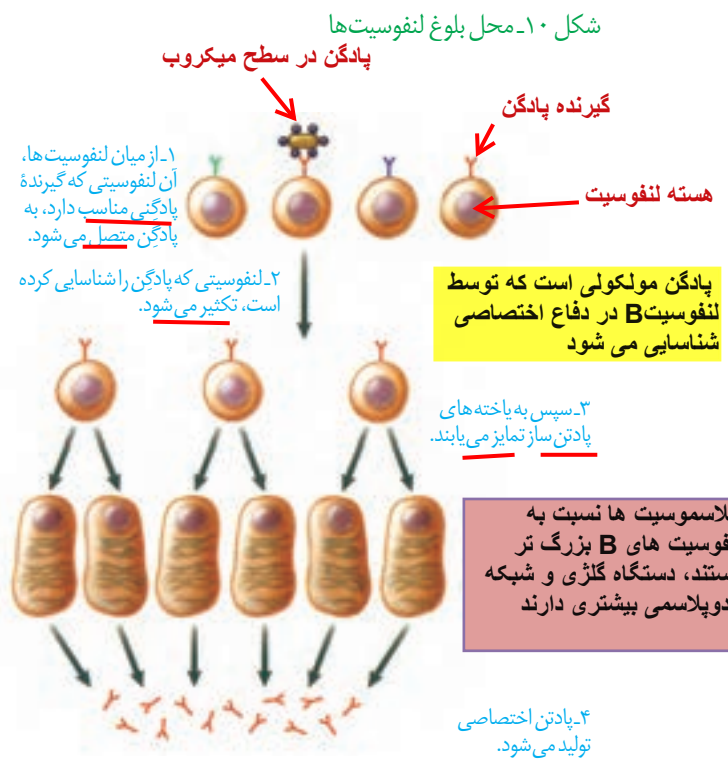 شکل ۱۰ـ محل بلوغ لنفوسیت‌ها
پادگن در سطح میکروب
گیرنده پادگن
هسته لنفوسیت
۱ـ از میان لنفوسیت‌ها،
آن لنفوسیتی که گیرندهٔ
پادگِنی مناسب دارد، به
پادگِن متصل می‌شود.
۲ـ لنفوسیتی که پادگِن را شناسایی کرده
است، تکثیر می‌شود.
پادگن مولکولی است که توسط
لنفوسیتB در دفاع اختصاصی
شناسایی می شود
۳ـ سپس به یاخته‌های
پادتن‌ساز تمایز می‌یابند.
لاسموسیت ها نسبت به
فوسیت های B بزرگ تر
ستند، دستگاه گلژی و شبکه
دوپلاسمی بیشتری دارند
۴ـ پادتن اختصاصی
تولید می‌شود.